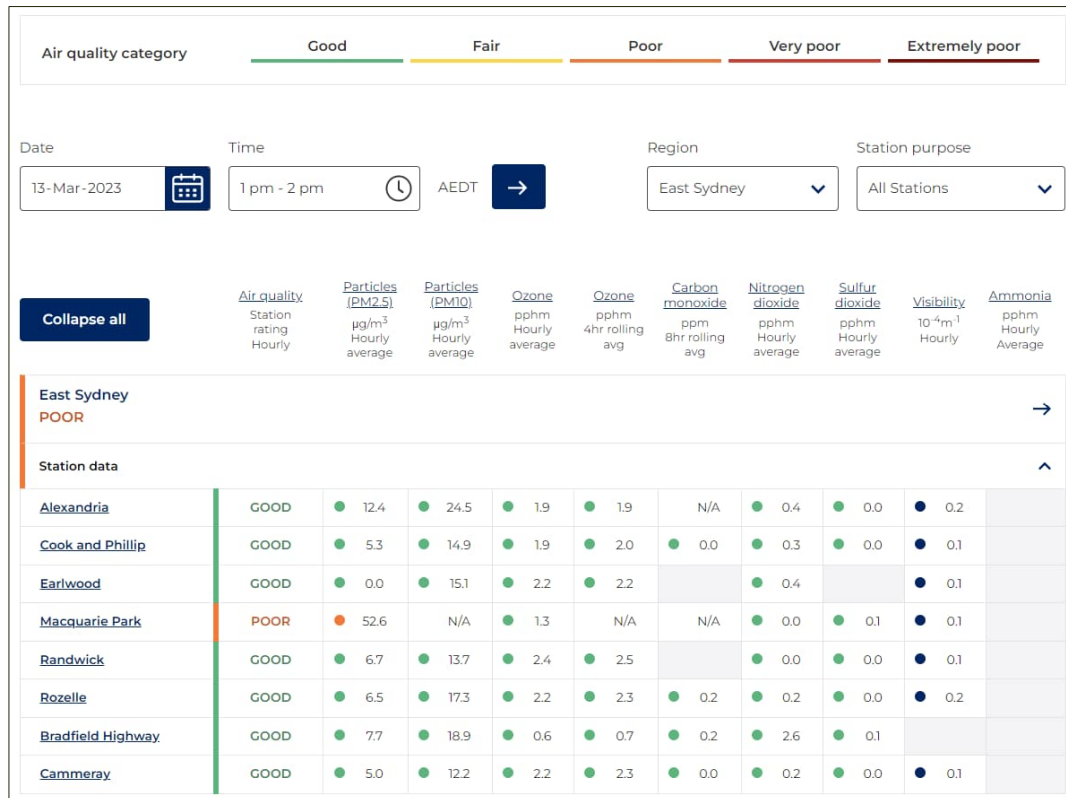 Air quality category Good Fair Poor Very poor Extremely poor
Date Time Region Station purpose
13-Mar-2023 1 pm - 2 pm AEDT East Sydney All Stations
Collapse all
Air quality
Station
rating
Hourly
Particles
(PM2.5)
µg/m³
Hourly
average
Particles
(PM10)
µg/m³
Hourly
average
Ozone
pphm
Hourly
average
Ozone
pphm
4hr rolling
avg
Carbon
monoxide
ppm
8hr rolling
avg
Nitrogen
dioxide
pphm
Hourly
average
Sulfur
dioxide
pphm
Hourly
average
Visibility
10⁻⁴m⁻¹
Hourly
Ammonia
pphm
Hourly
Average
East Sydney
POOR
Station data
Alexandria GOOD 12.4 24.5 1.9 1.9 N/A 0.4 0.0 0.2
Cook and Phillip GOOD 5.3 14.9 1.9 2.0 0.0 0.3 0.0 0.1
Earlwood GOOD 0.0 15.1 2.2 2.2 0.4 0.1
Macquarie Park POOR 52.6 N/A 1.3 N/A N/A 0.0 0.1 0.1
Randwick GOOD 6.7 13.7 2.4 2.5 0.0 0.0 0.1
Rozelle GOOD 6.5 17.3 2.2 2.3 0.2 0.2 0.0 0.2
Bradfield Highway GOOD 7.7 18.9 0.6 0.7 0.2 2.6 0.1
Cammeray GOOD 5.0 12.2 2.2 2.3 0.0 0.2 0.0 0.1